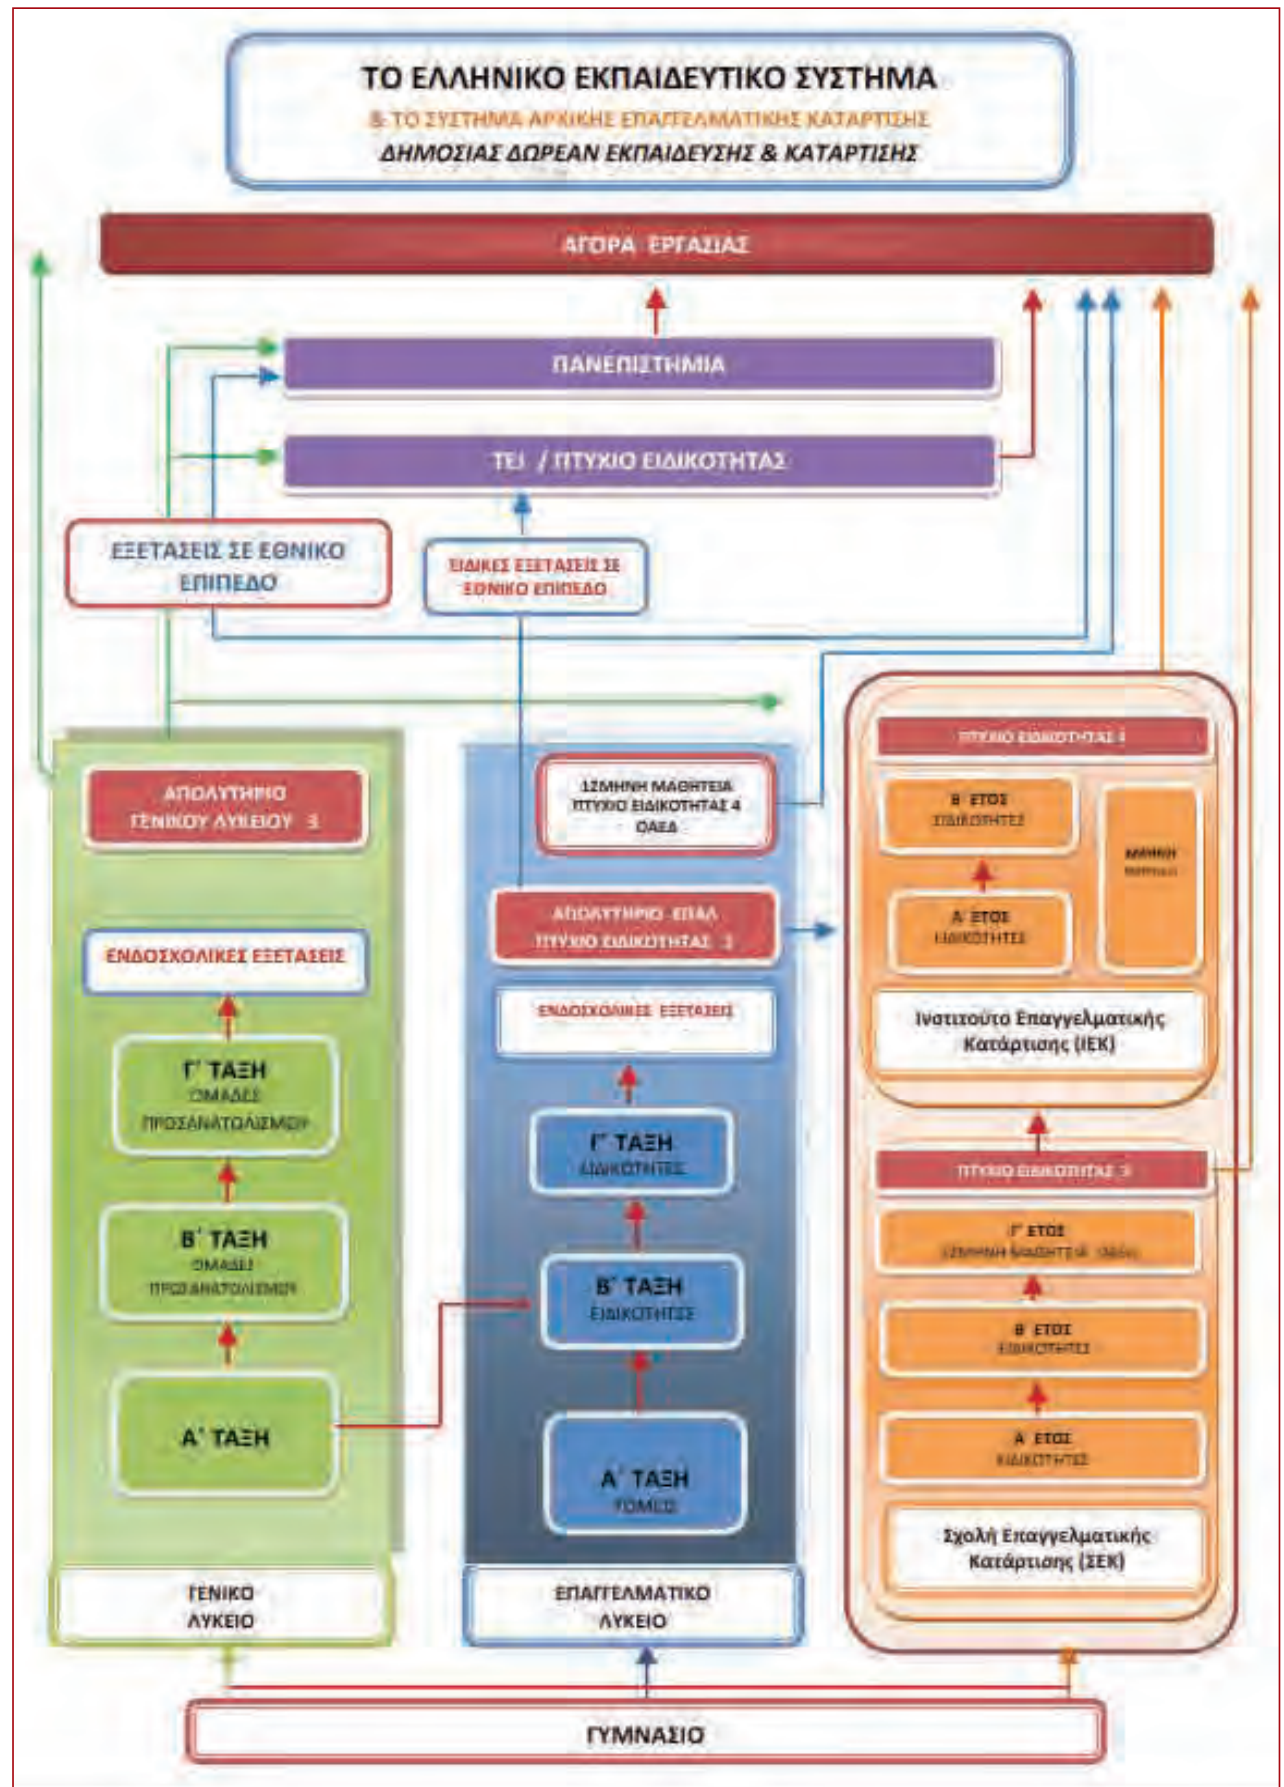 ΤΟ ΕΛΛΗΝΙΚΟ ΕΚΠΑΙΔΕΥΤΙΚΟ ΣΥΣΤΗΜΑ
& ΤΟ ΣΥΣΤΗΜΑ ΑΡΧΙΚΗΣ ΕΠΑΓΓΕΛΜΑΤΙΚΗΣ ΚΑΤΑΡΤΙΣΗΣ
ΔΗΜΟΣΙΑΣ ΔΩΡΕΑΝ ΕΚΠΑΙΔΕΥΣΗΣ & ΚΑΤΑΡΤΙΣΗΣ
ΑΓΟΡΑ ΕΡΓΑΣΙΑΣ
ΠΑΝΕΠΙΣΤΗΜΙΑ
ΤΕΙ / ΠΤΥΧΙΟ ΕΙΔΙΚΟΤΗΤΑΣ
ΕΞΕΤΑΣΕΙΣ ΣΕ ΕΘΝΙΚΟ
ΕΠΙΠΕΔΟ
ΕΙΔΙΚΕΣ ΕΞΕΤΑΣΕΙΣ ΣΕ
ΕΘΝΙΚΟ ΕΠΙΠΕΔΟ
ΑΠΟΛΥΤΗΡΙΟ
ΓΕΝΙΚΟΥ ΛΥΚΕΙΟΥ
ΕΝΔΟΣΧΟΛΙΚΕΣ ΕΞΕΤΑΣΕΙΣ
Γ΄ ΤΑΞΗ
ΟΜΑΔΕΣ
ΠΡΟΣΑΝΑΤΟΛΙΣΜΟΥ
Β΄ ΤΑΞΗ
ΟΜΑΔΕΣ
ΠΡΟΣΑΝΑΤΟΛΙΣΜΟΥ
Α΄ ΤΑΞΗ
ΓΕΝΙΚΟ
ΛΥΚΕΙΟ
12ΜΗΝΗ ΜΑΘΗΤΕΙΑ
ΠΤΥΧΙΟ ΕΙΔΙΚΟΤΗΤΑΣ 4
ΟΑΕΔ
ΑΠΟΛΥΤΗΡΙΟ ΕΠΑΛ
ΠΤΥΧΙΟ ΕΙΔΙΚΟΤΗΤΑΣ
ΕΝΔΟΣΧΟΛΙΚΕΣ ΕΞΕΤΑΣΕΙΣ
Γ΄ ΤΑΞΗ
ΕΙΔΙΚΟΤΗΤΕΣ
Β΄ ΤΑΞΗ
ΕΙΔΙΚΟΤΗΤΕΣ
Α΄ ΤΑΞΗ
ΤΟΜΕΙΣ
ΕΠΑΓΓΕΛΜΑΤΙΚΟ
ΛΥΚΕΙΟ
ΠΤΥΧΙΟ ΕΙΔΙΚΟΤΗΤΑΣ
Β΄ ΕΤΟΣ
ΕΙΔΙΚΟΤΗΤΕΣ
Α΄ ΕΤΟΣ
ΕΙΔΙΚΟΤΗΤΕΣ
Ινστιτούτο Επαγγελματικής
Κατάρτισης (ΙΕΚ)
ΠΤΥΧΙΟ ΕΙΔΙΚΟΤΗΤΑΣ 3
Γ΄ ΕΤΟΣ
12ΜΗΝΗ ΜΑΘΗΤΕΙΑ
Β΄ ΕΤΟΣ
ΕΙΔΙΚΟΤΗΤΕΣ
Α΄ ΕΤΟΣ
ΕΙΔΙΚΟΤΗΤΕΣ
Σχολή Επαγγελματικής
Κατάρτισης (ΣΕΚ)
ΓΥΜΝΑΣΙΟ